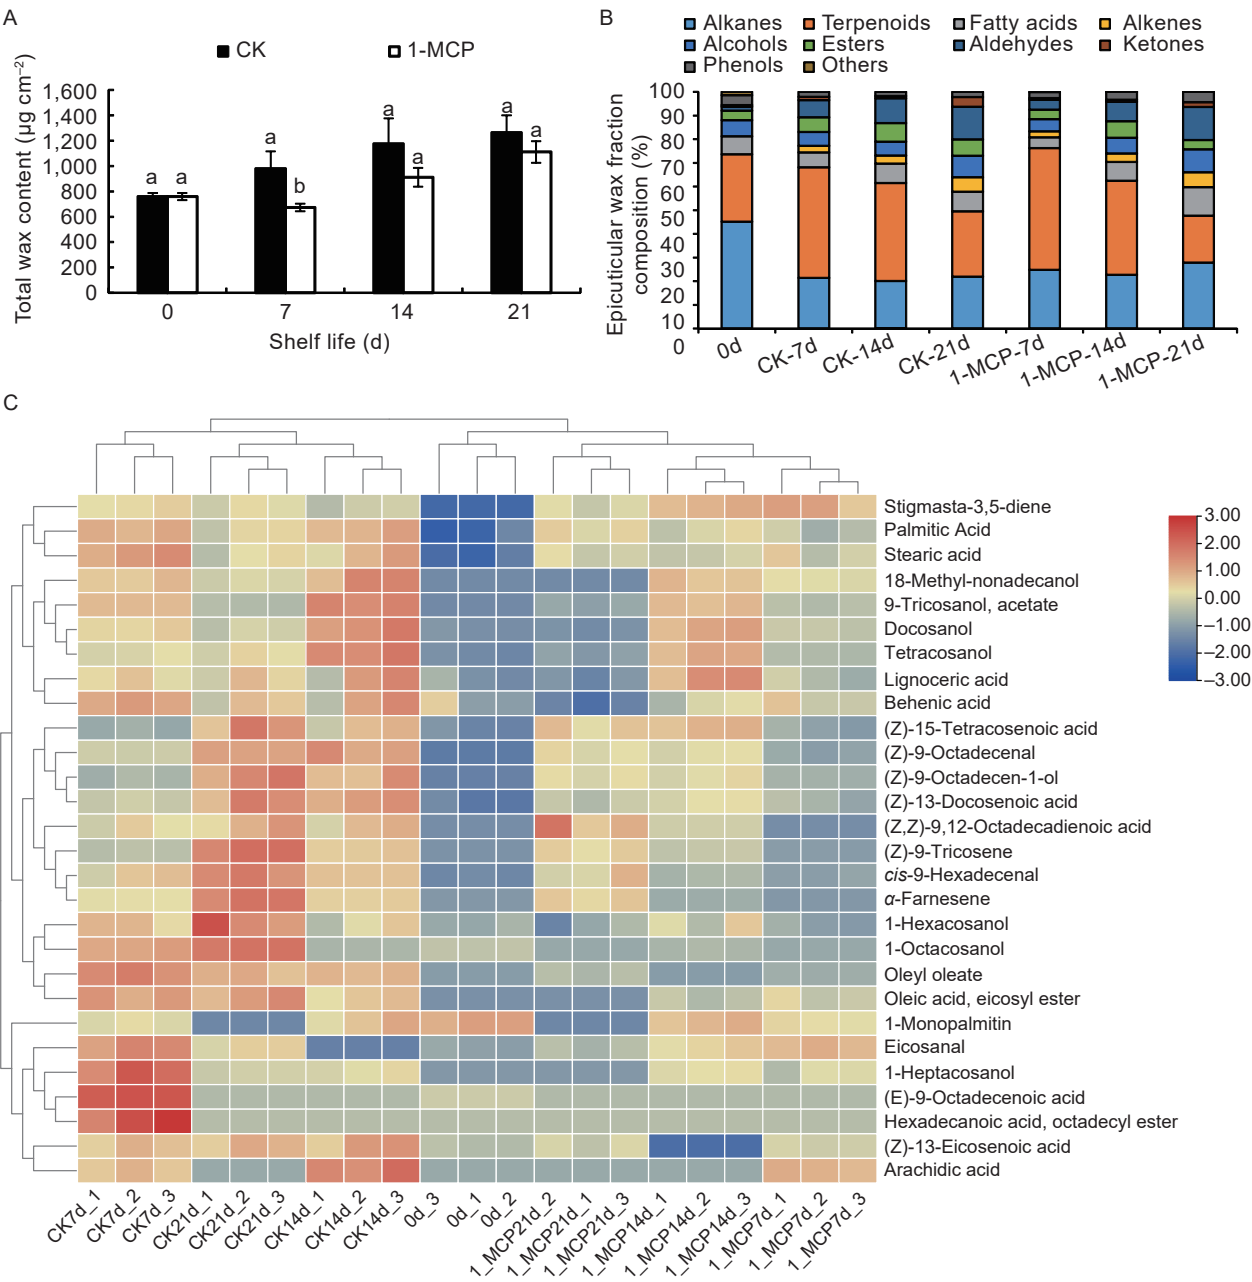 A
CK
1-MCP
Total wax content (µg cm⁻²)
1,600
1,400
1,200
1,000
800
600
400
200
0
a
a
a
b
a
a
a
a
0
7
14
21
Shelf life (d)
B
Alkanes
Terpenoids
Fatty acids
Alkenes
Alcohols
Esters
Aldehydes
Ketones
Phenols
Others
Epicuticular wax fraction
composition (%)
100
90
80
70
60
50
40
30
20
10
0
0d
CK-7d
CK-14d
CK-21d
1-MCP-7d
1-MCP-14d
1-MCP-21d
C
Stigmasta-3,5-diene
Palmitic Acid
Stearic acid
18-Methyl-nonadecanol
9-Tricosanol, acetate
Docosanol
Tetracosanol
Lignoceric acid
Behenic acid
(Z)-15-Tetracosenoic acid
(Z)-9-Octadecenal
(Z)-9-Octadecen-1-ol
(Z)-13-Docosenoic acid
(Z,Z)-9,12-Octadecadienoic acid
(Z)-9-Tricosene
cis-9-Hexadecenal
α-Farnesene
1-Hexacosanol
1-Octacosanol
Oleyl oleate
Oleic acid, eicosyl ester
1-Monopalmitin
Eicosanal
1-Heptacosanol
(E)-9-Octadecenoic acid
Hexadecanoic acid, octadecyl ester
(Z)-13-Eicosenoic acid
Arachidic acid
3.00
2.00
1.00
0.00
−1.00
−2.00
−3.00
CK7d_1
CK7d_2
CK7d_3
CK21d_1
CK21d_2
CK21d_3
CK14d_1
CK14d_2
CK14d_3
0d_3
0d_1
0d_2
1_MCP21d_2
1_MCP21d_1
1_MCP21d_3
1_MCP14d_1
1_MCP14d_2
1_MCP14d_3
1_MCP7d_1
1_MCP7d_2
1_MCP7d_3